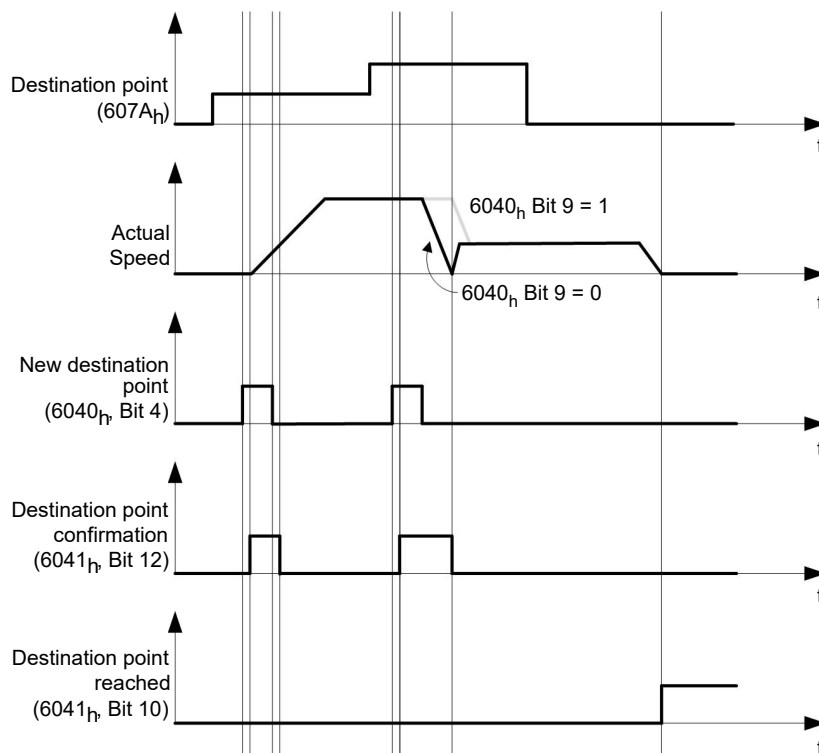 Destination point
(607Ah)
t
Actual
Speed
6040h Bit 9 = 1
6040h Bit 9 = 0
t
New destination
point
(6040h, Bit 4)
t
Destination point
confirmation
(6041h, Bit 12)
t
Destination point
reached
(6041h, Bit 10)
t